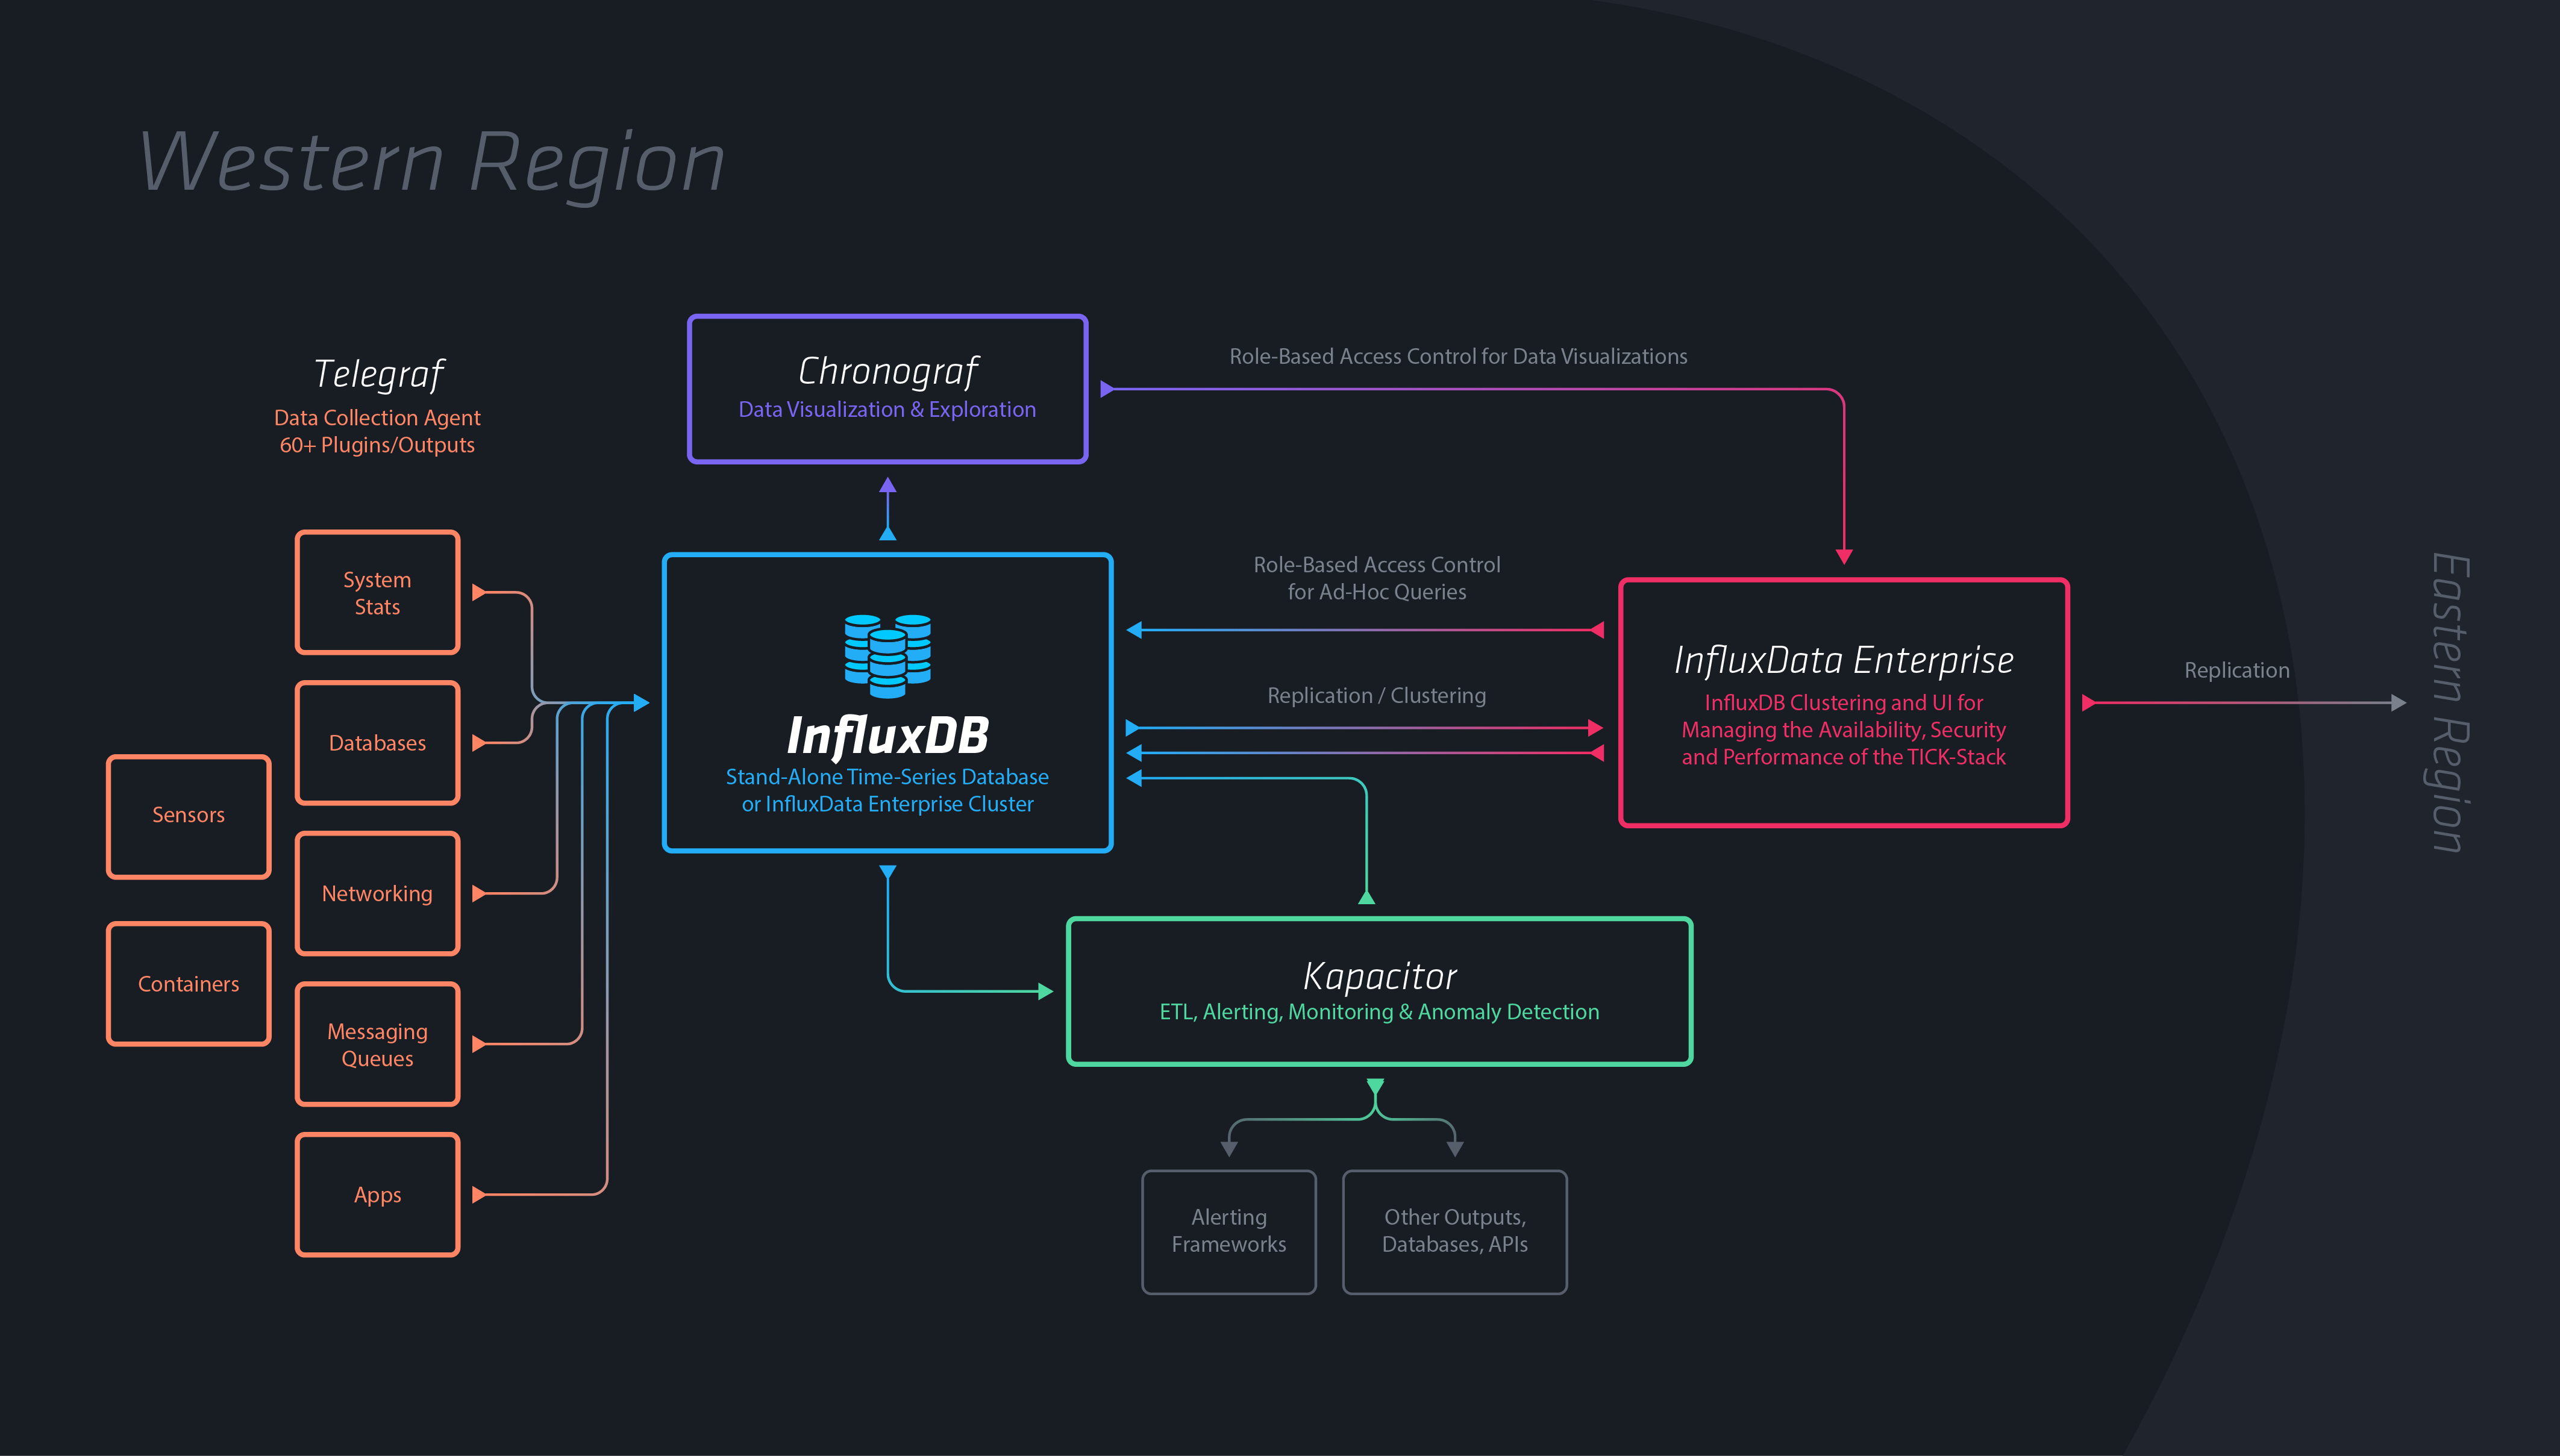 Western Region
Telegraf
Data Collection Agent
60+ Plugins/Outputs
System
Stats
Databases
Sensors
Networking
Containers
Messaging
Queues
Apps
Chronograf
Data Visualization & Exploration
Role-Based Access Control for Data Visualizations
InfluxDB
Stand-Alone Time-Series Database
or InfluxData Enterprise Cluster
Role-Based Access Control
for Ad-Hoc Queries
Replication / Clustering
InfluxData Enterprise
InfluxDB Clustering and UI for
Managing the Availability, Security
and Performance of the TICK-Stack
Replication
Eastern Region
Kapacitor
ETL, Alerting, Monitoring & Anomaly Detection
Alerting
Frameworks
Other Outputs,
Databases, APIs